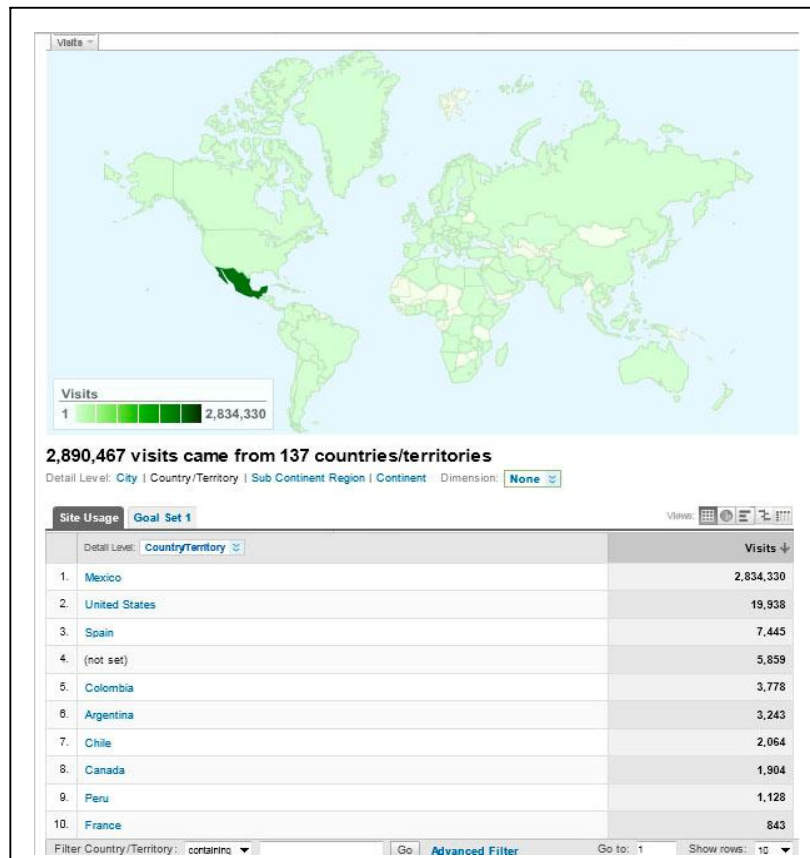 Visits
Visits
1 2,834,330
2,890,467 visits came from 137 countries/territories
Detail Level: City | Country/Territory | Sub Continent Region | Continent Dimension: None
Site Usage Goal Set 1 Views:
Detail Level: Country/Territory Visits
1. Mexico 2,834,330
2. United States 19,938
3. Spain 7,445
4. (not set) 5,859
5. Colombia 3,778
6. Argentina 3,243
7. Chile 2,064
8. Canada 1,904
9. Peru 1,128
10. France 843
Filter Country/Territory: containing Go Advanced Filter Go to: 1 Show rows: 10